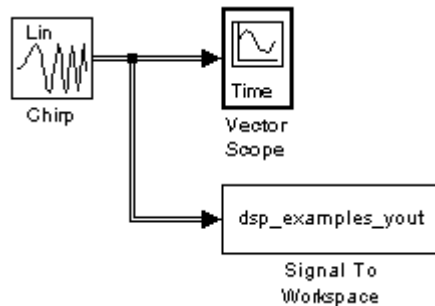 Lin
Chirp
Time
Vector
Scope
dsp_examples_yout
Signal To
Workspace